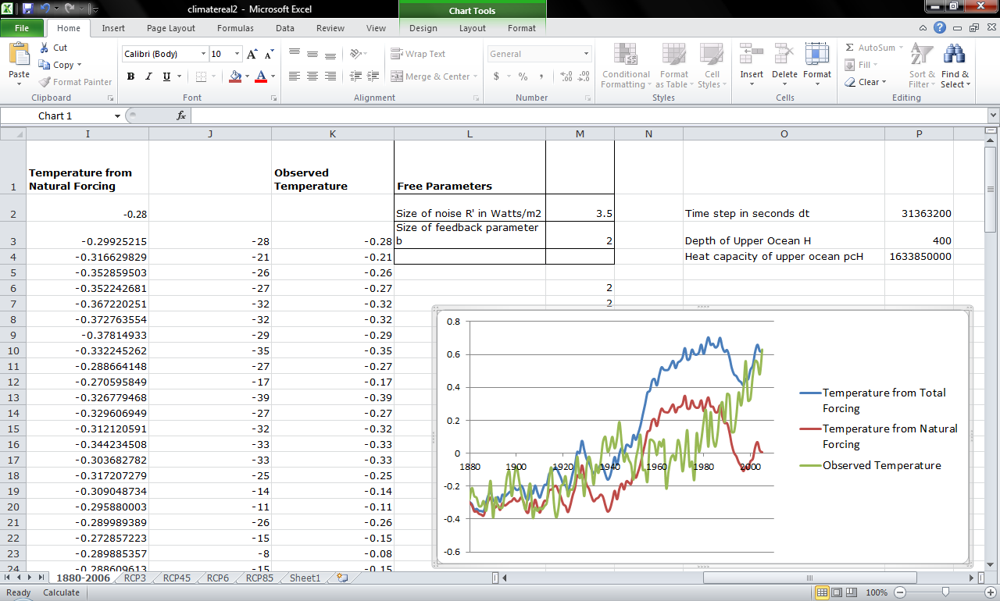 climatereal2 - Microsoft Excel
Chart Tools
File Home Insert Page Layout Formulas Data Review View Design Layout Format
Paste
Cut
Copy
Format Painter
Clipboard
Calibri (Body) 10
B I U
Font
Wrap Text
Merge & Center
Alignment
General
$ % ,
Number
Conditional Formatting
Format as Table
Cell Styles
Styles
Insert Delete Format
Cells
Σ AutoSum
Fill
Clear
Sort & Filter
Find & Select
Editing
Chart 1 fx
I J K L M N O P
1 Temperature from Natural Forcing Observed Temperature Free Parameters
2 -0.28 Size of noise R' in Watts/m2 3.5 Time step in seconds dt 31363200
3 -0.29925215 -28 -0.28 Size of feedback parameter b 2 Depth of Upper Ocean H 400
4 -0.316629829 -21 -0.21 Heat capacity of upper ocean pcH 1633850000
5 -0.352859503 -26 -0.26
6 -0.352242681 -27 -0.27 2
7 -0.367220251 -32 -0.32 2
8 -0.372763554 -32 -0.32
9 -0.37814933 -29 -0.29
10 -0.332245262 -35 -0.35
11 -0.288664148 -27 -0.27
12 -0.270595849 -17 -0.17
13 -0.326779468 -39 -0.39
14 -0.329606949 -27 -0.27
15 -0.312120591 -32 -0.32
16 -0.344234508 -33 -0.33
17 -0.303682782 -33 -0.33
18 -0.317207279 -25 -0.25
19 -0.309048734 -14 -0.14
20 -0.295880003 -11 -0.11
21 -0.289989389 -26 -0.26
22 -0.272857223 -15 -0.15
23 -0.289885357 -8 -0.08
24 -0.288609613 -15 -0.15
0.8
0.6
0.4
0.2
0
-0.2
-0.4
-0.6
1880 1900 1920 1940 1960 1980 2000
Temperature from Total Forcing
Temperature from Natural Forcing
Observed Temperature
1880-2006 RCP3 RCP45 RCP6 RCP85 Sheet1
Ready Calculate 100%